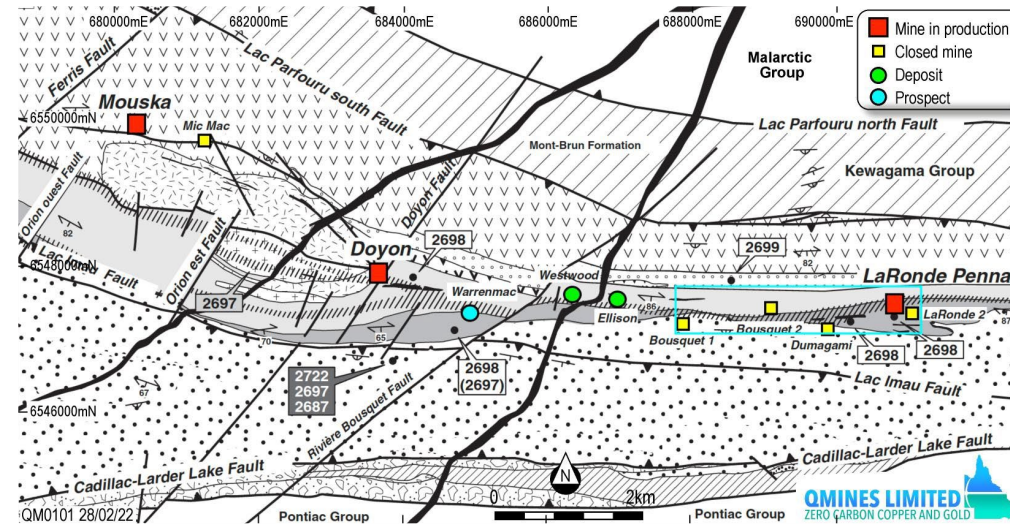 680000mE
682000mE
684000mE
686000mE
688000mE
690000mE
Mine in production
Closed mine
Deposit
Prospect
Malarctic
Group
Ferris Fault
Lac Parfouru south Fault
Mouska
6550000mN
Mic Mac
Lac Parfouru north Fault
Mont-Brun Formation
Kewagama Group
Orion ouest Fault
82
Doyon Fault
2698
2699
82
Doyon
6548000mN
Orion est Fault
Westwood
LaRonde Penna
2697
Warrenmac
Ellison
86
LaRonde 2
87
Bousquet 1
Bousquet 2
Dumagami
70
65
2698
2698
2698
(2697)
2722
2697
2687
67
Lac Imau Fault
6546000mN
Rivière Bousquet Fault
Cadillac-Larder Lake Fault
Cadillac-Larder Lake Fault
N
0
2km
QMINES LIMITED
ZERO CARBON COPPER AND GOLD
QM0101 28/02/22
Pontiac Group
Pontiac Group